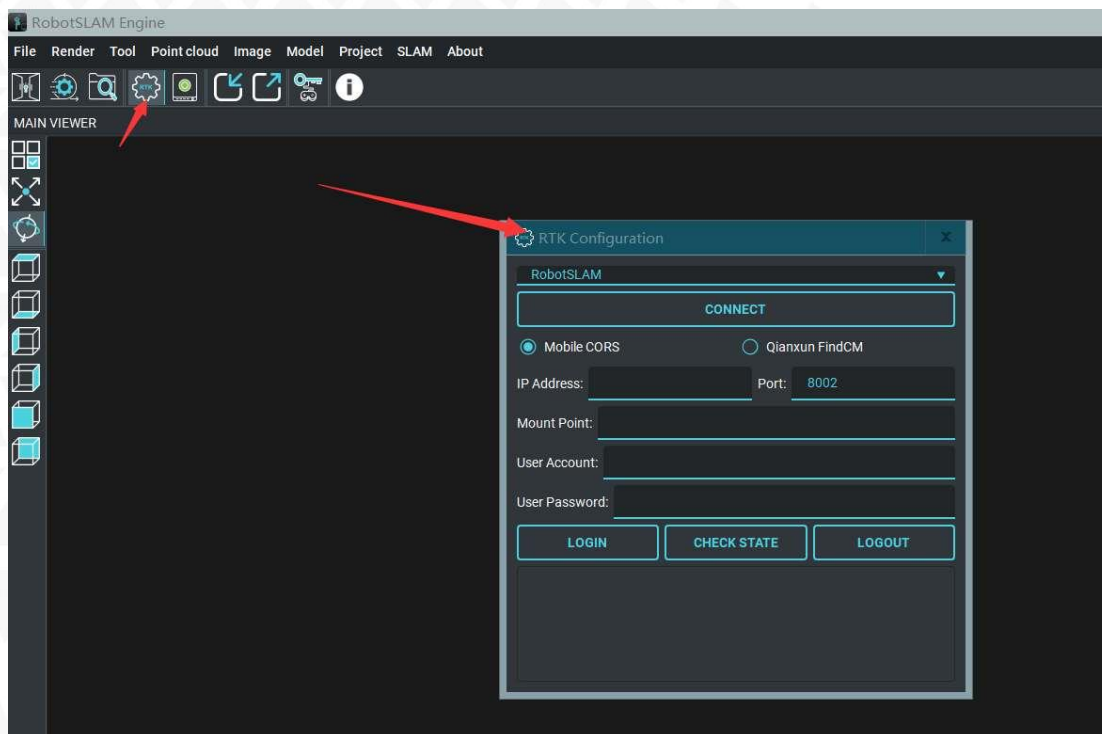 RobotSLAM Engine
File Render Tool Point cloud Image Model Project SLAM About
RTK
MAIN VIEWER
RTK Configuration x
RobotSLAM
CONNECT
Mobile CORS Qianxun FindCM
IP Address: Port: 8002
Mount Point:
User Account:
User Password:
LOGIN CHECK STATE LOGOUT